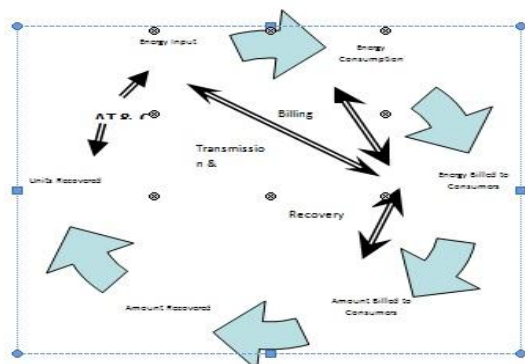 Energy Input
Energy
Consumption
Billing
Transmissio
n &
Energy Billed to
Consumers
Units Recovered
Recovery
Amount Billed to
Consumers
Amount Recovered